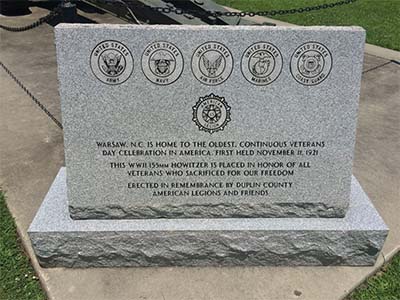 UNITED STATES UNITED STATES UNITED STATES UNITED STATES UNITED STATES
ARMY NAVY AIR FORCE MARINES COAST GUARD
WARSAW, N.C. IS HOME TO THE OLDEST, CONTINUOUS VETERANS
DAY CELEBRATION IN AMERICA, FIRST HELD NOVEMBER 11, 1921
THIS WWII 155MM HOWITZER IS PLACED IN HONOR OF ALL
VETERANS WHO SACRIFICED FOR OUR FREEDOM
ERECTED IN REMEMBRANCE BY DUPLIN COUNTY
AMERICAN LEGIONS AND FRIENDS